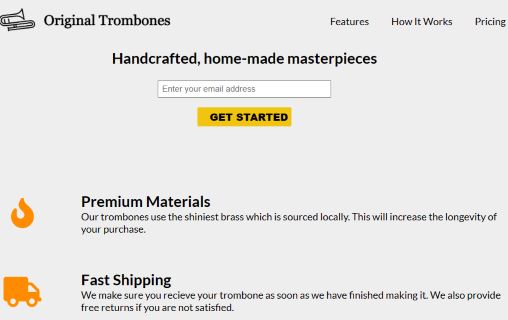 Original Trombones
Features How It Works Pricing
Handcrafted, home-made masterpieces
Enter your email address
GET STARTED
Premium Materials
Our trombones use the shiniest brass which is sourced locally. This will increase the longevity of
your purchase.
Fast Shipping
We make sure you recieve your trombone as soon as we have finished making it. We also provide
free returns if you are not satisfied.